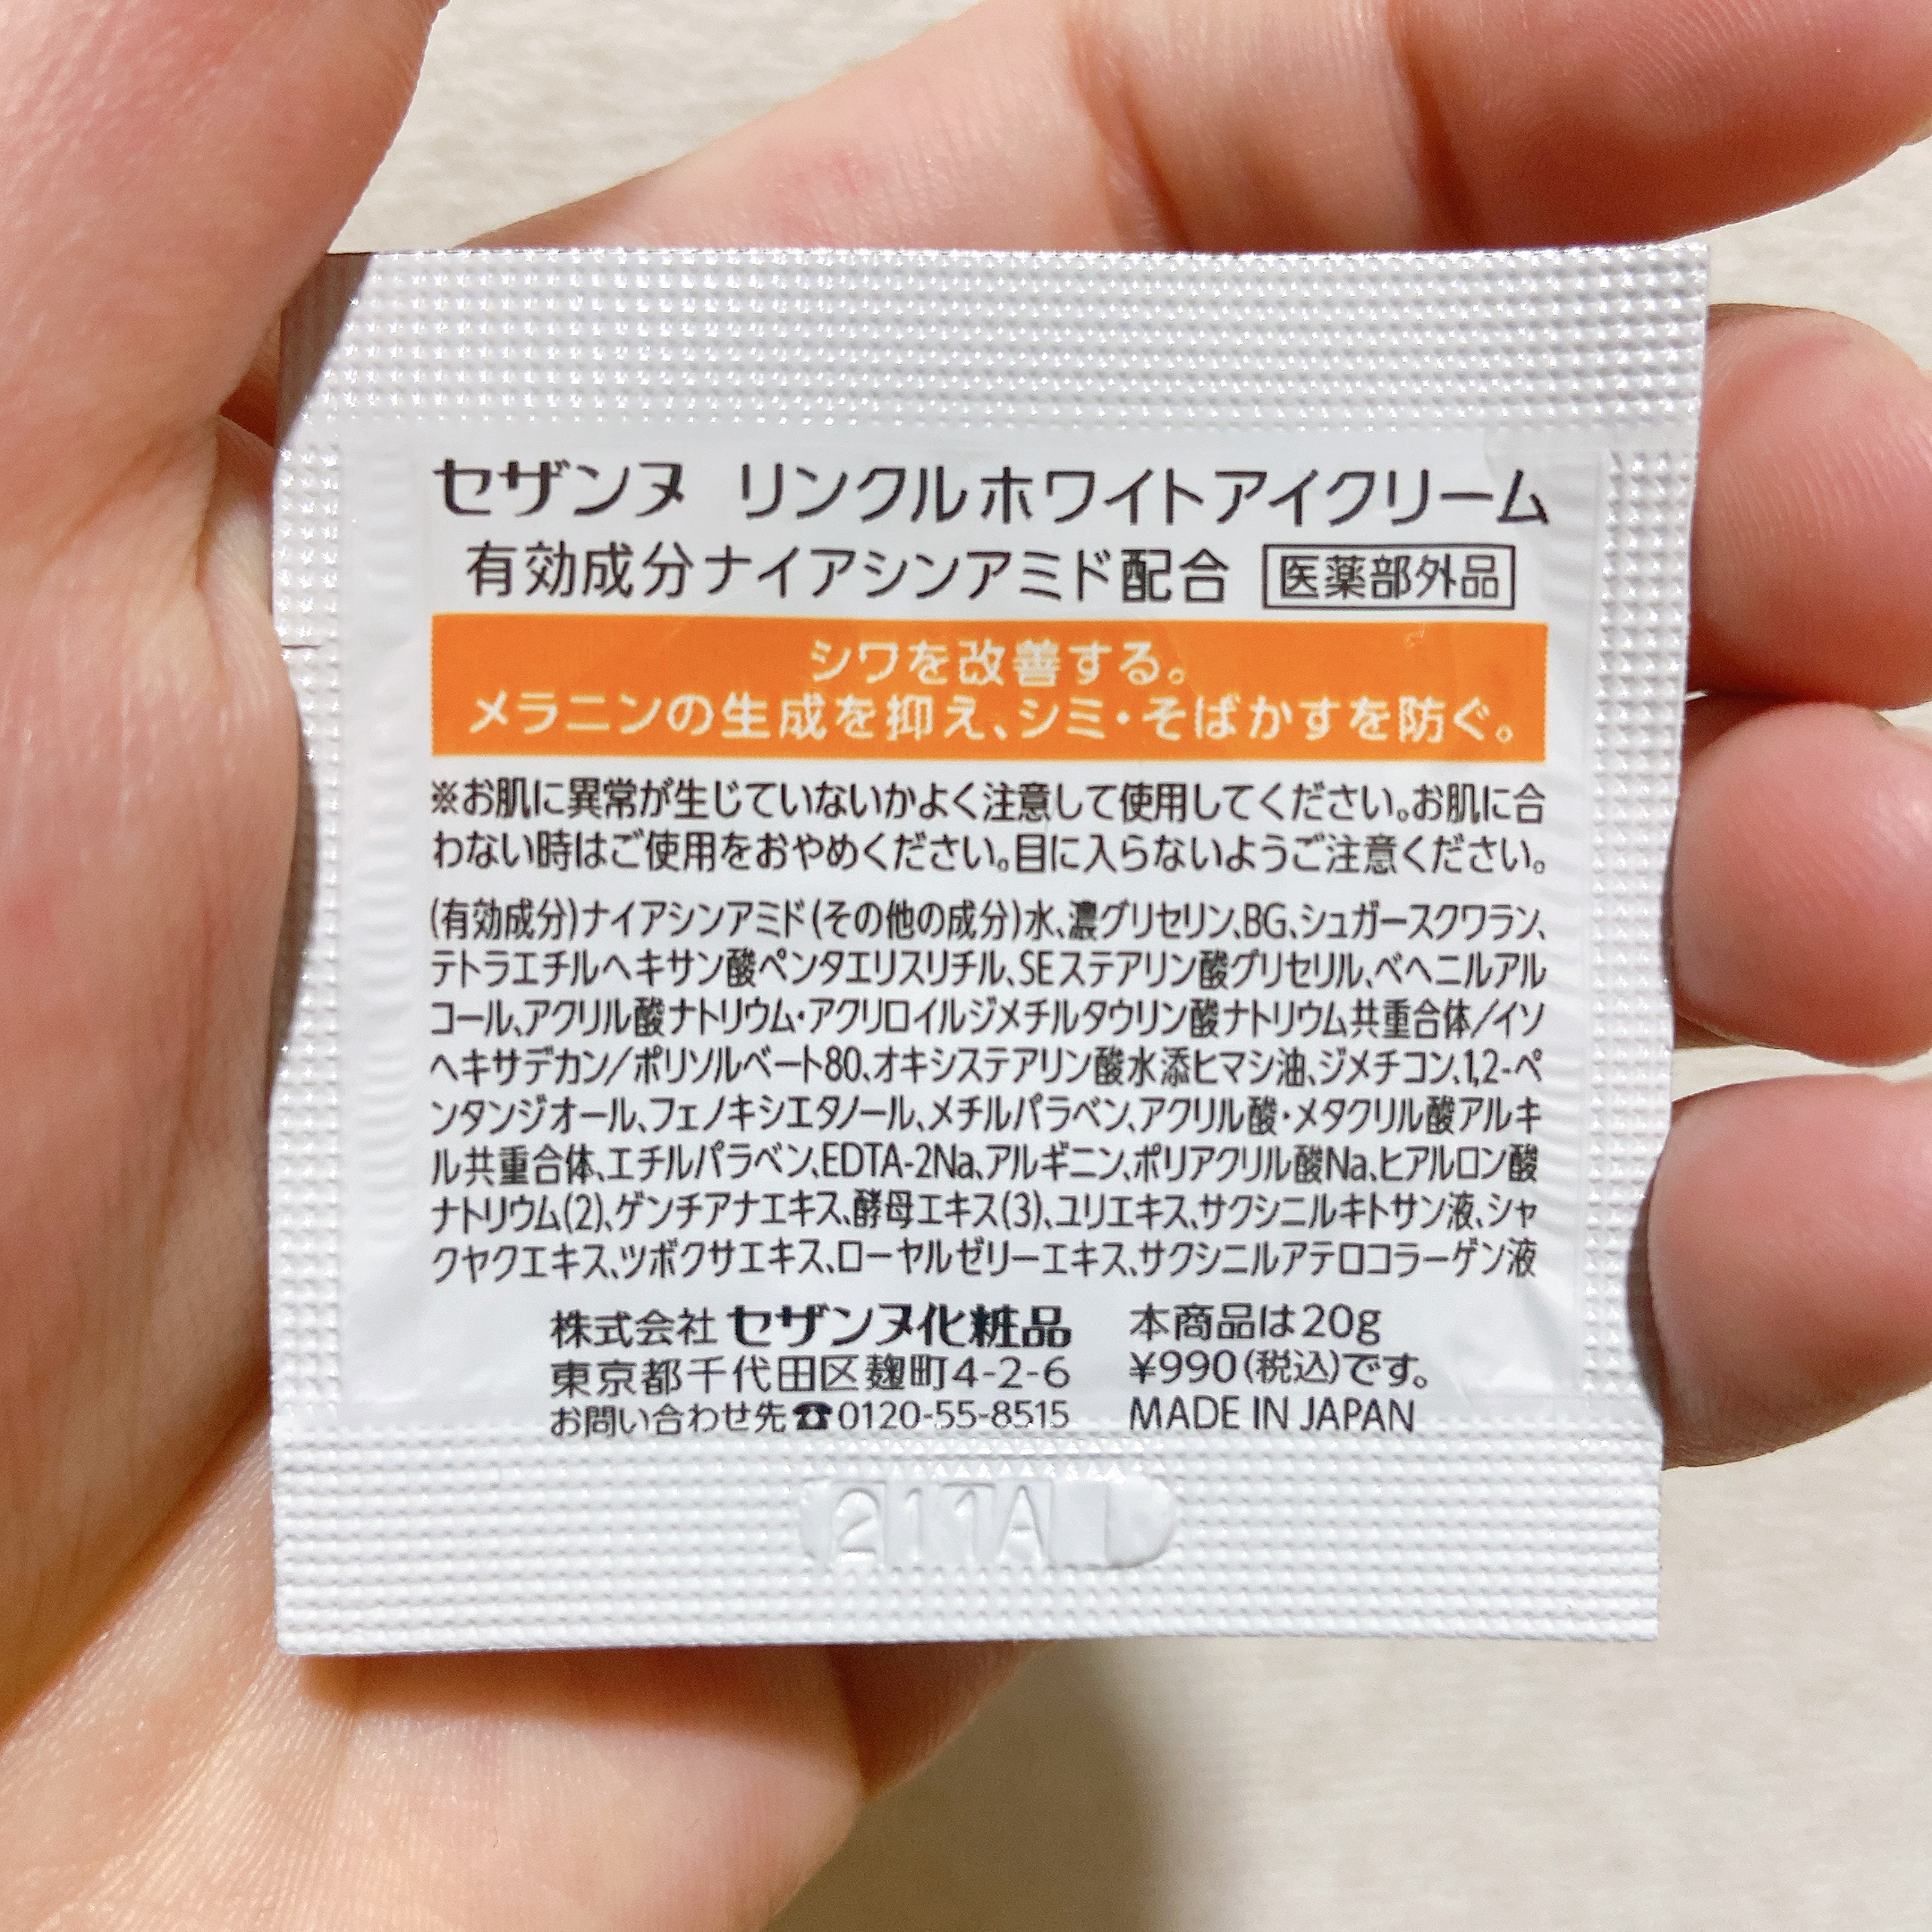 セザンヌ リンクルホワイトアイクリーム
有効成分ナイアシンアミド配合 医薬部外品
シワを改善する。
メラニンの生成を抑え、シミ・そばかすを防ぐ。
※お肌に異常が生じていないかよく注意して使用してください。お肌に合
わない時はご使用をおやめください。目に入らないようご注意ください。
(有効成分)ナイアシンアミド(その他の成分)水、濃グリセリン、BG、シュガースクワラン、
テトラエチルヘキサン酸ペンタエリスリチル、SEステアリン酸グリセリル、ベヘニルアル
コール、アクリル酸ナトリウム・アクリロイルジメチルタウリン酸ナトリウム共重合体/イソ
ヘキサデカン/ポリソルベート80、オキシステアリン酸水添ヒマシ油、ジメチコン、1,2-ペ
ンタンジオール、フェノキシエタノール、メチルパラベン、アクリル酸・メタクリル酸アルキ
ル共重合体、エチルパラベン、EDTA-2Na、アルギニン、ポリアクリル酸Na、ヒアルロン酸
ナトリウム(2)、ゲンチアナエキス、酵母エキス(3)、ユリエキス、サクシニルキトサン液、シャ
クヤクエキス、ツボクサエキス、ローヤルゼリーエキス、サクシニルアテロコラーゲン液
株式会社 セザンヌ化粧品
東京都千代田区麹町4-2-6
お問い合わせ先☎0120-55-8515
本商品は20g
¥990(税込)です。
MADE IN JAPAN